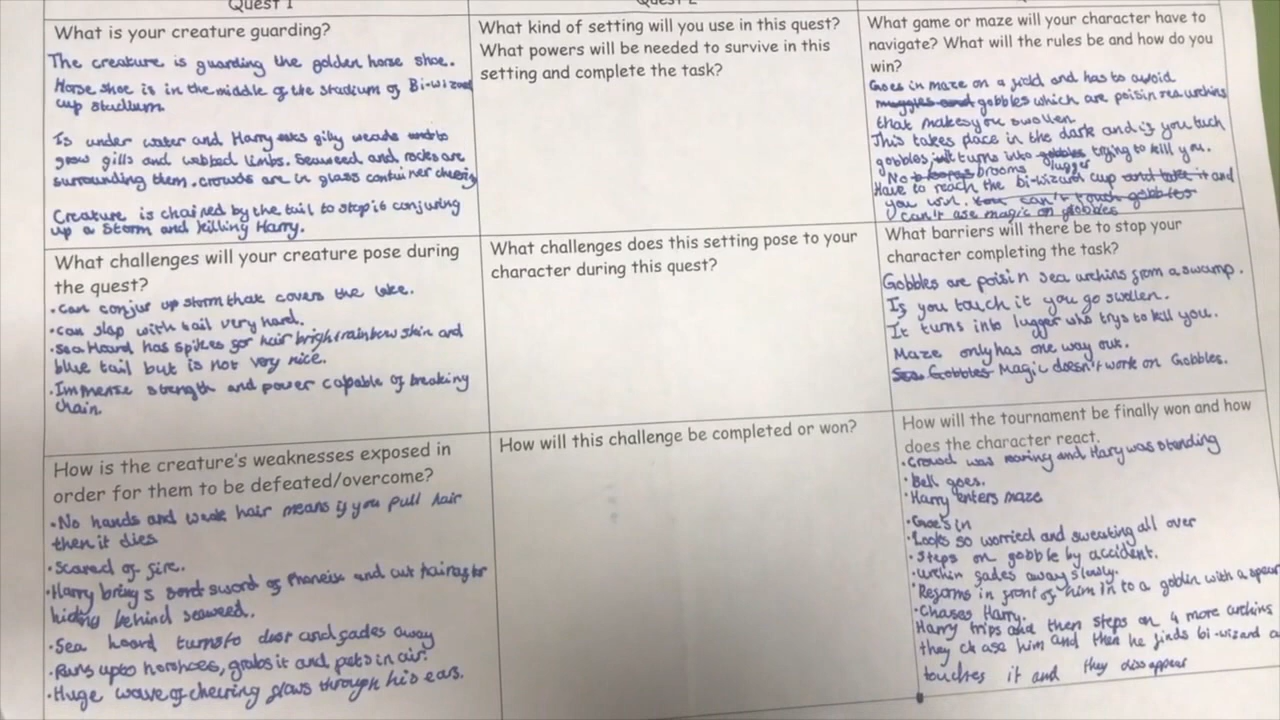 Quest 1
What is your creature guarding?
The creature is guarding the golden horse shoe.
Horse shoe is in the middle of the stadium of Bi-wizard
cup studium.
Is under water and Harry eats gilly weade and to
grow gills and webbed limbs. Seaweed and rocks are
surrounding them. crowds are in glass container cheering
Creature is chained by the tail to stop it conjuring
up a storm and killing Harry.
What challenges will your creature pose during
the quest?
•Can conjur up storm that covers the lake.
•can slap with tail very hard.
•Sea Hoard has spikes for hair bright rainbow skin and
blue tail but is not very nice.
•Immense strength and power capable of breaking
chain.
How is the creature's weaknesses exposed in
order for them to be defeated/overcome?
•No hands and weak hair means if you pull hair
then it dies
•Scared of fire.
•Harry brings sword of and cut hair after
hiding behind seaweed.
•Sea hoard turns to dust and fades away
•Runs up to horshoes, grabs it and puts in air.
•Huge wave of cheering flows through his ears.
Quest 2
What kind of setting will you use in this quest?
What powers will be needed to survive in this
setting and complete the task?
What challenges does this setting pose to your
character during this quest?
How will this challenge be completed or won?
What game or maze will your character have to
navigate? What will the rules be and how do you
win?
Goes in maze on a field and has to avoid
muggles and gobbles which are poisin sea urchins
that makes you swollen.
This takes place in the dark and if you tuch
gobbles it turns into gobbles lugger trying to kill you.
No brooms
Have to reach the bi-wizard cup and take it and
you win. You can't touch gobbles
Can't use magic on gobbles
What barriers will there be to stop your
character completing the task?
Gobbles are poisin sea urchins from a swamp.
If you touch it you go swollen.
It turns into lugger who trys to kill you.
Maze only has one way out.
Sea Gobbles Magic doesn't work on Gobbles.
How will the tournament be finally won and how
does the character react.
•Crowd was roaring and Harry was standing
•Bell goes.
•Harry enters maze
•Goe's in
•Looks so worried and sweating all over
•Steps on gobble by accident.
•Urchin fades away slowly.
•Reforms in front of him in to a goblin with a spear
•Chases Harry.
Harry trips and then steps on 4 more urchins
they chase him and then he finds bi-wizard
touches it and they dissappear